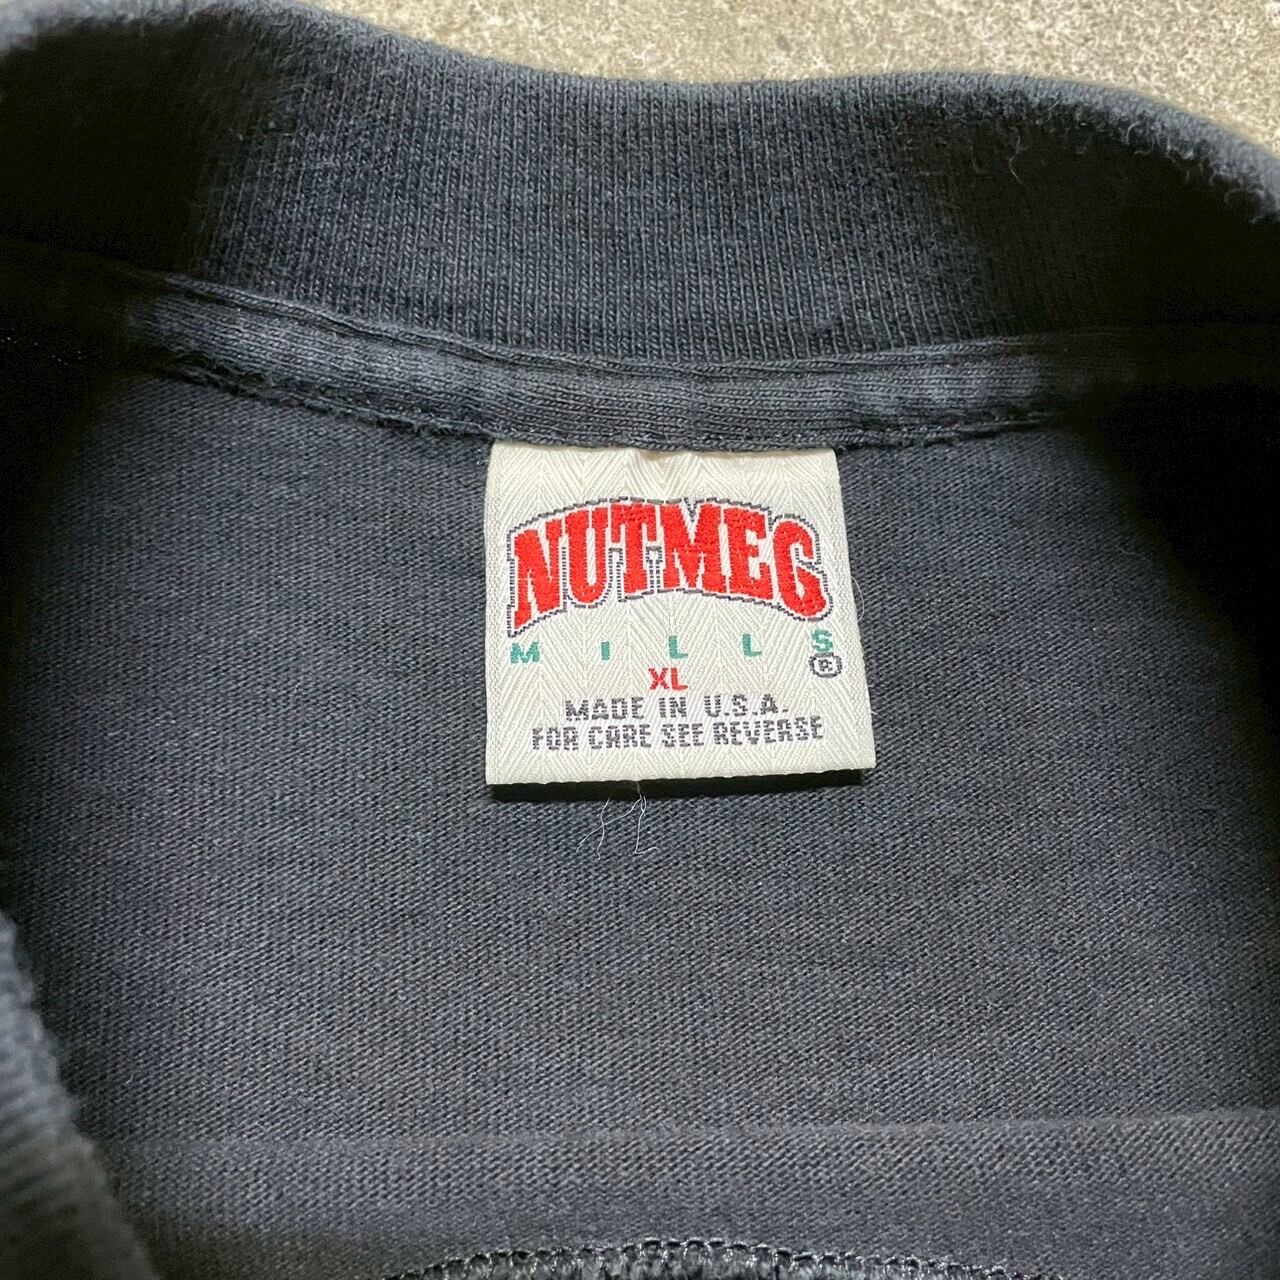 NUTMEG
MILLS
®
XL
MADE IN U.S.A.
FOR CARE SEE REVERSE